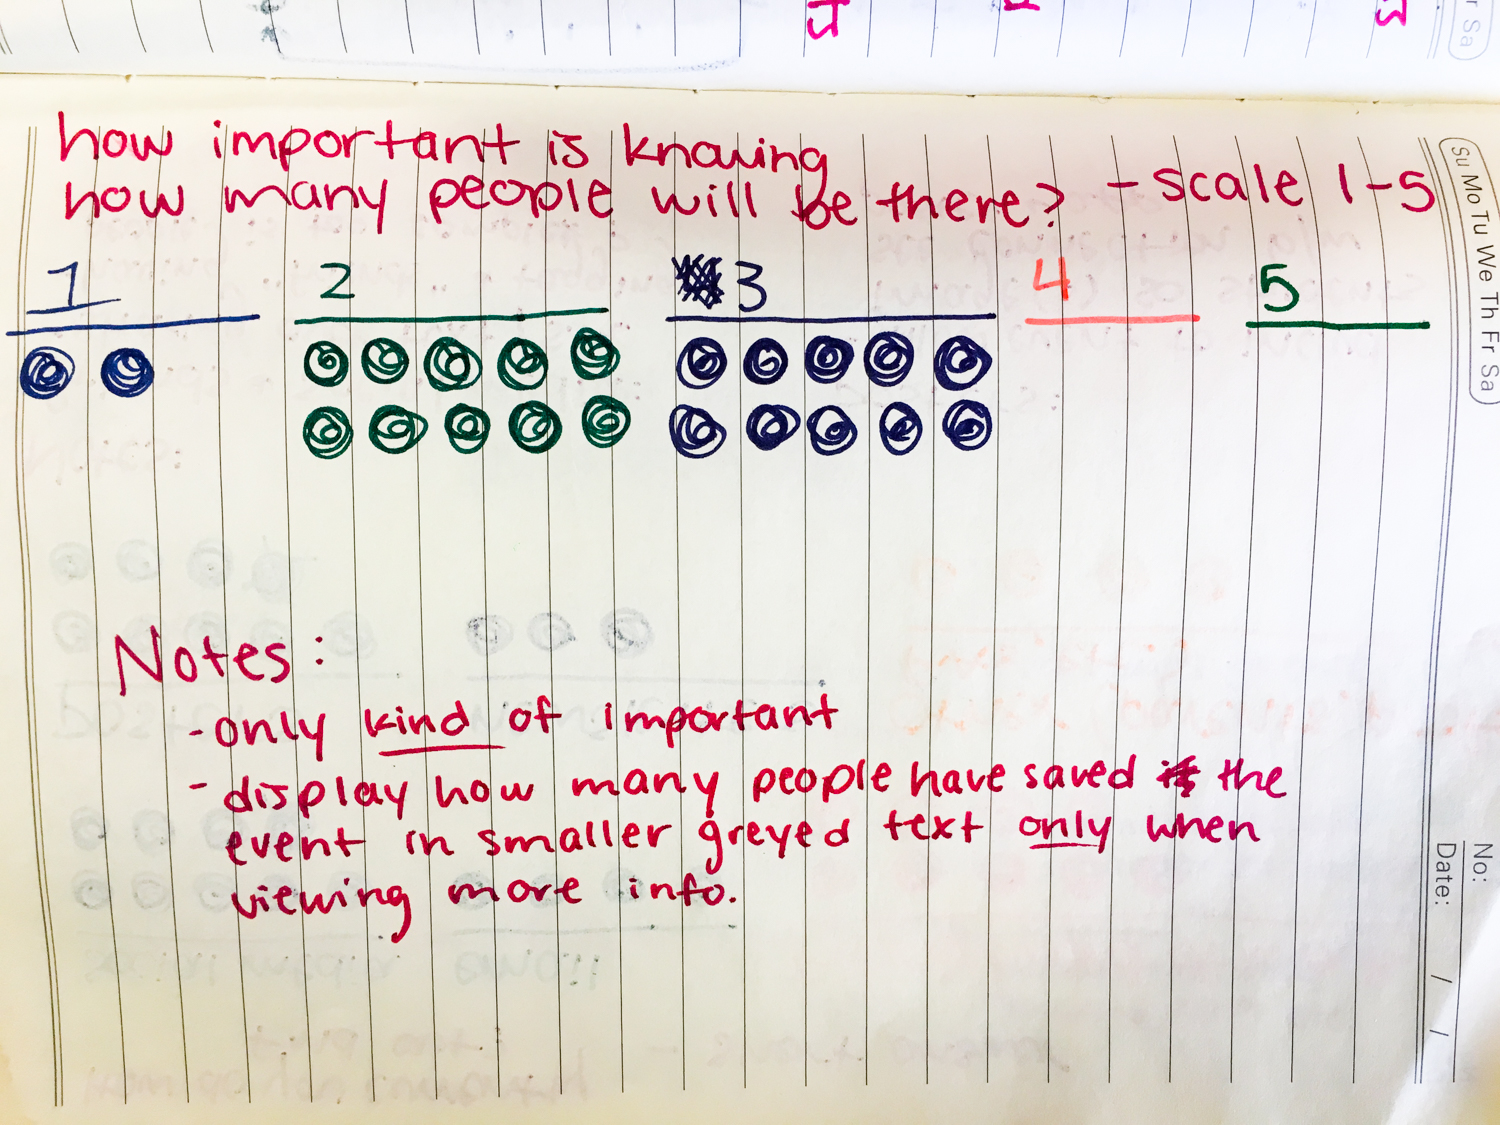 how important is knowing
how many people will be there? - scale 1-5
1 2 3 4 5
Notes:
- only kind of important
- display how many people have saved the
event in smaller greyed text only when
viewing more info.
Su Mo Tu We Th Fr Sa
No:
Date: / /
r Sa